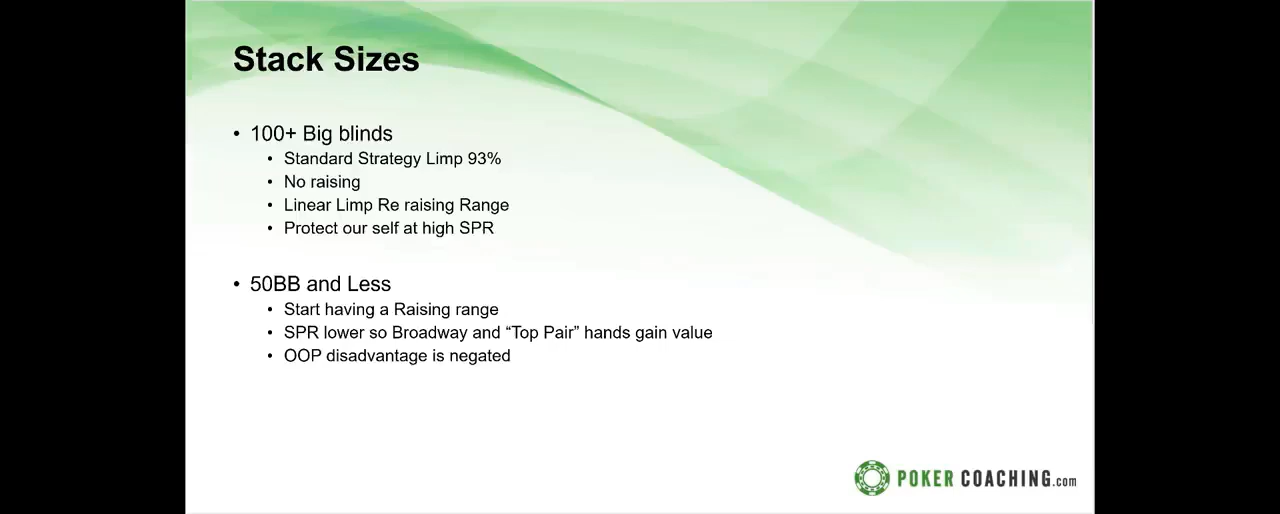 Stack Sizes
• 100+ Big blinds
• Standard Strategy Limp 93%
• No raising
• Linear Limp Re raising Range
• Protect our self at high SPR
• 50BB and Less
• Start having a Raising range
• SPR lower so Broadway and “Top Pair” hands gain value
• OOP disadvantage is negated
POKER COACHING.com